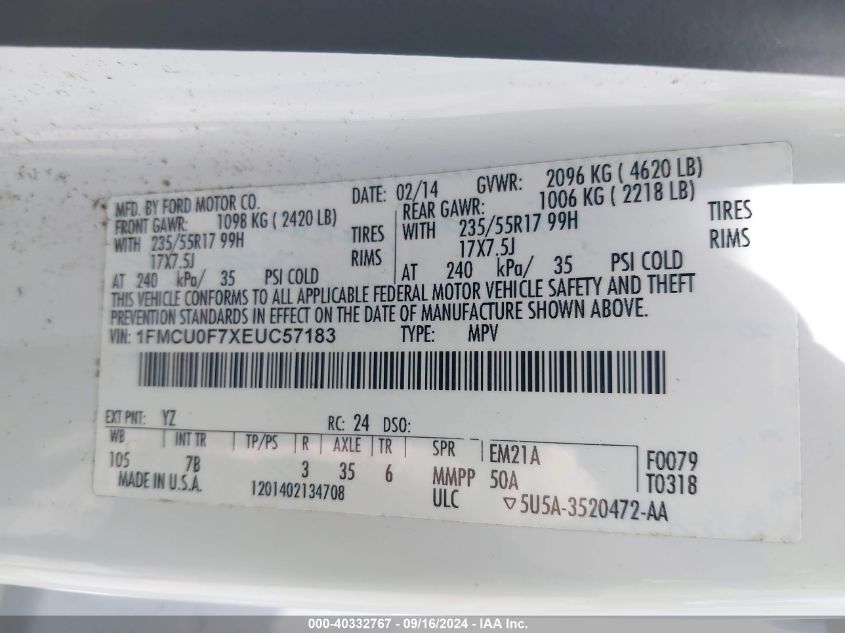 MFD. BY FORD MOTOR CO. DATE: 02/14 GVWR: 2096 KG ( 4620 LB)
FRONT GAWR: 1098 KG ( 2420 LB) REAR GAWR: 1006 KG ( 2218 LB)
WITH 235/55R17 99H TIRES WITH 235/55R17 99H TIRES
17X7.5J RIMS 17X7.5J RIMS
AT 240 kPa/ 35 PSI COLD AT 240 kPa/ 35 PSI COLD
THIS VEHICLE CONFORMS TO ALL APPLICABLE FEDERAL MOTOR VEHICLE SAFETY AND THEFT
PREVENTION STANDARDS IN EFFECT ON THE DATE OF MANUFACTURE SHOWN ABOVE.
VIN: 1FMCU0F7XEUC57183 TYPE: MPV
EXT PNT: YZ RC: 24 DSO:
WB INT TR TP/PS R AXLE TR SPR EM21A F0079
105 7B 3 35 6 MMPP 50A T0318
MADE IN U.S.A. 1201402134708 ULC ▽5U5A-3520472-AA
000-40332767 - 09/16/2024 - IAA Inc.